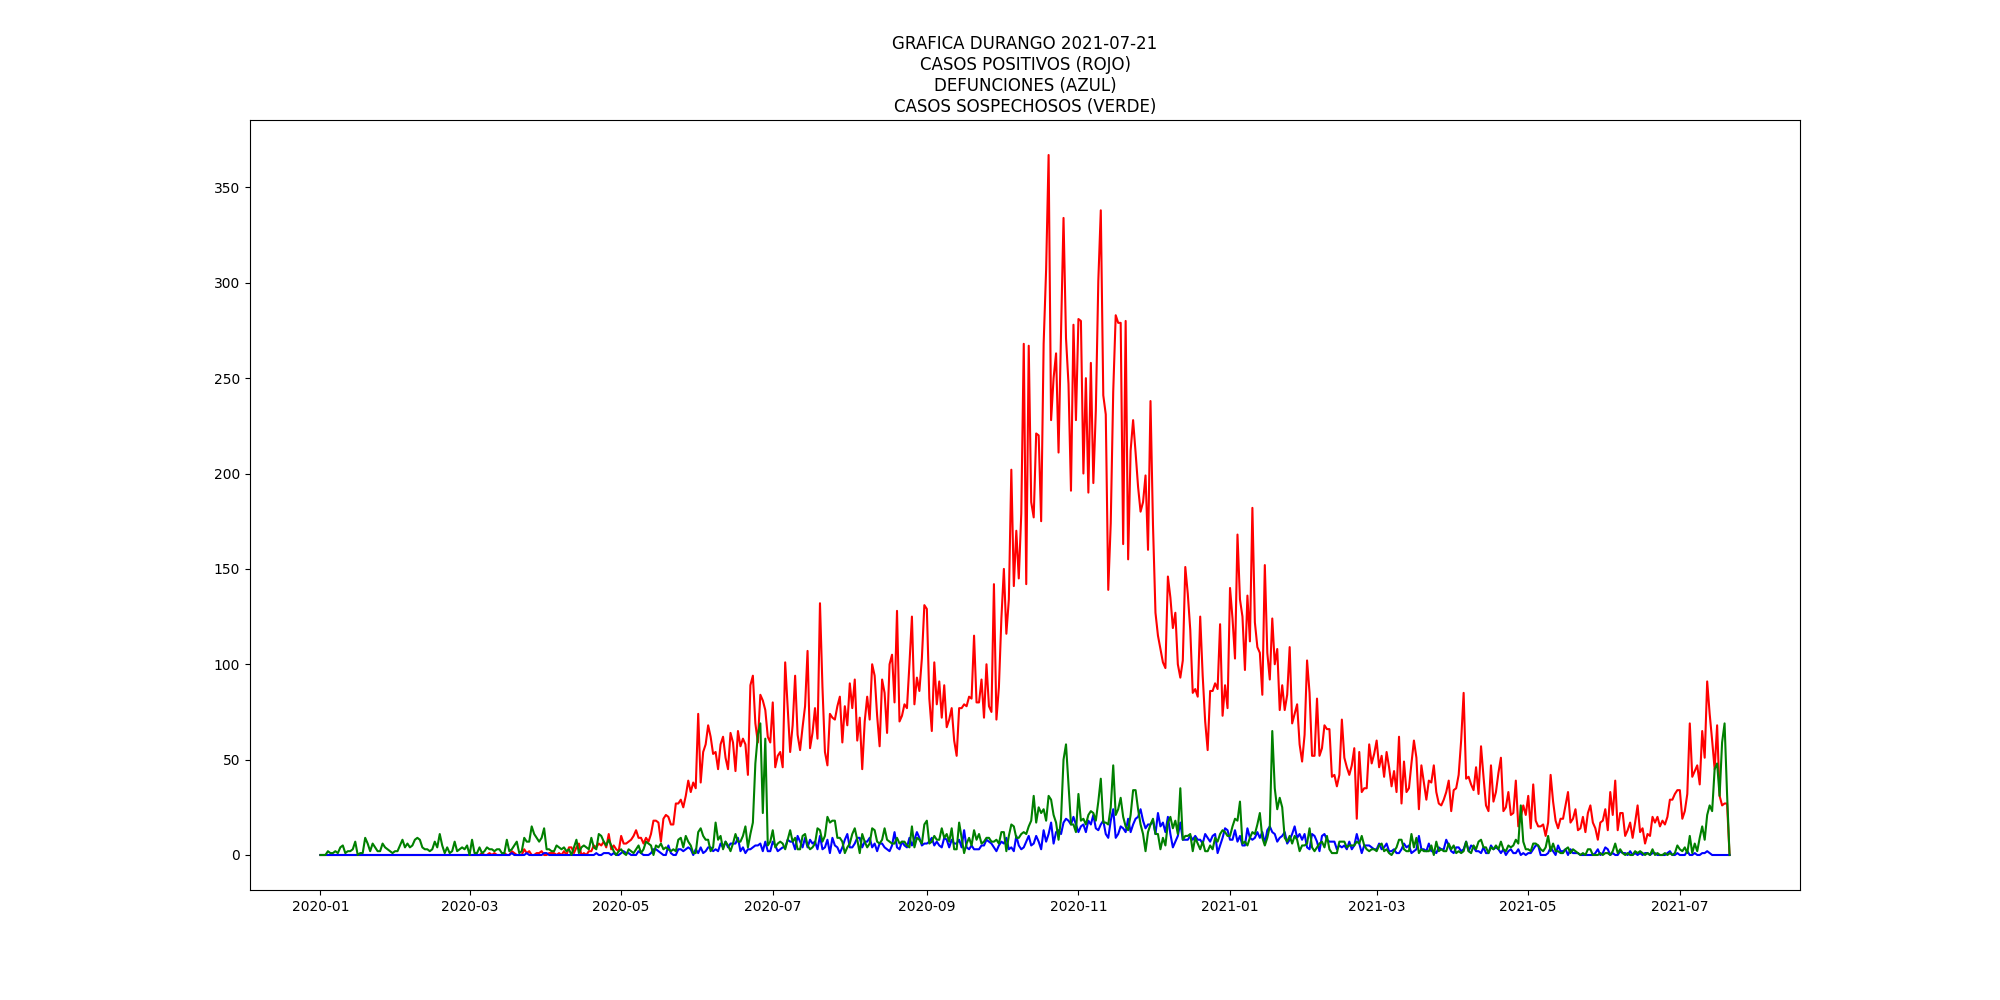 GRAFICA DURANGO 2021-07-21
CASOS POSITIVOS (ROJO)
DEFUNCIONES (AZUL)
CASOS SOSPECHOSOS (VERDE)
350
300
250
200
150
100
50
0
2020-01 2020-03 2020-05 2020-07 2020-09 2020-11 2021-01 2021-03 2021-05 2021-07